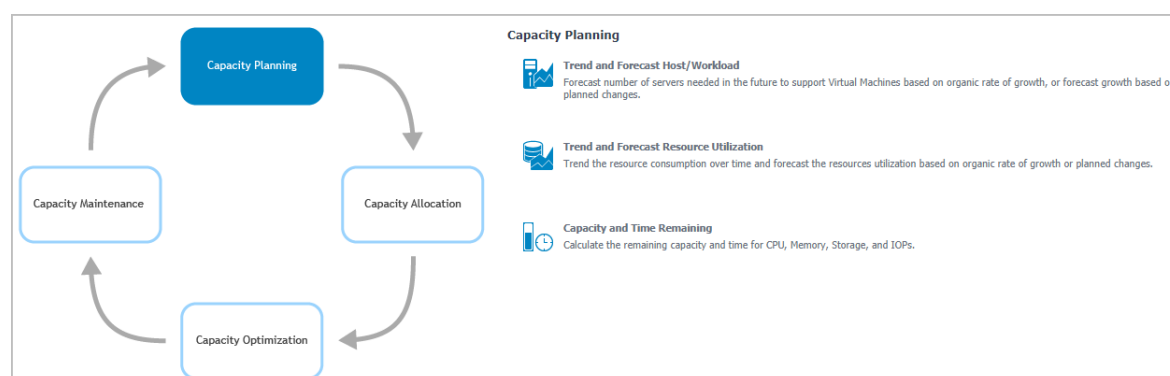 Capacity Planning
Capacity Maintenance
Capacity Allocation
Capacity Optimization
Capacity Planning
Trend and Forecast Host/Workload
Forecast number of servers needed in the future to support Virtual Machines based on organic rate of growth, or forecast growth based o
planned changes.
Trend and Forecast Resource Utilization
Trend the resource consumption over time and forecast the resources utilization based on organic rate of growth or planned changes.
Capacity and Time Remaining
Calculate the remaining capacity and time for CPU, Memory, Storage, and IOPs.